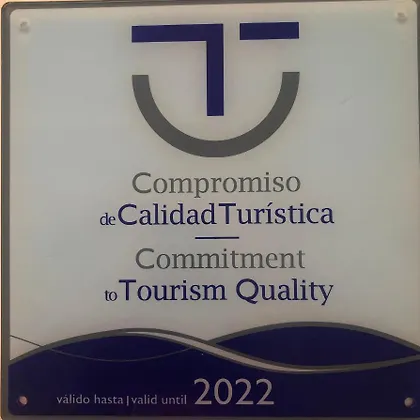 Compromiso
de Calidad Turística
Commitment
to Tourism Quality
válido hasta | valid until 2022